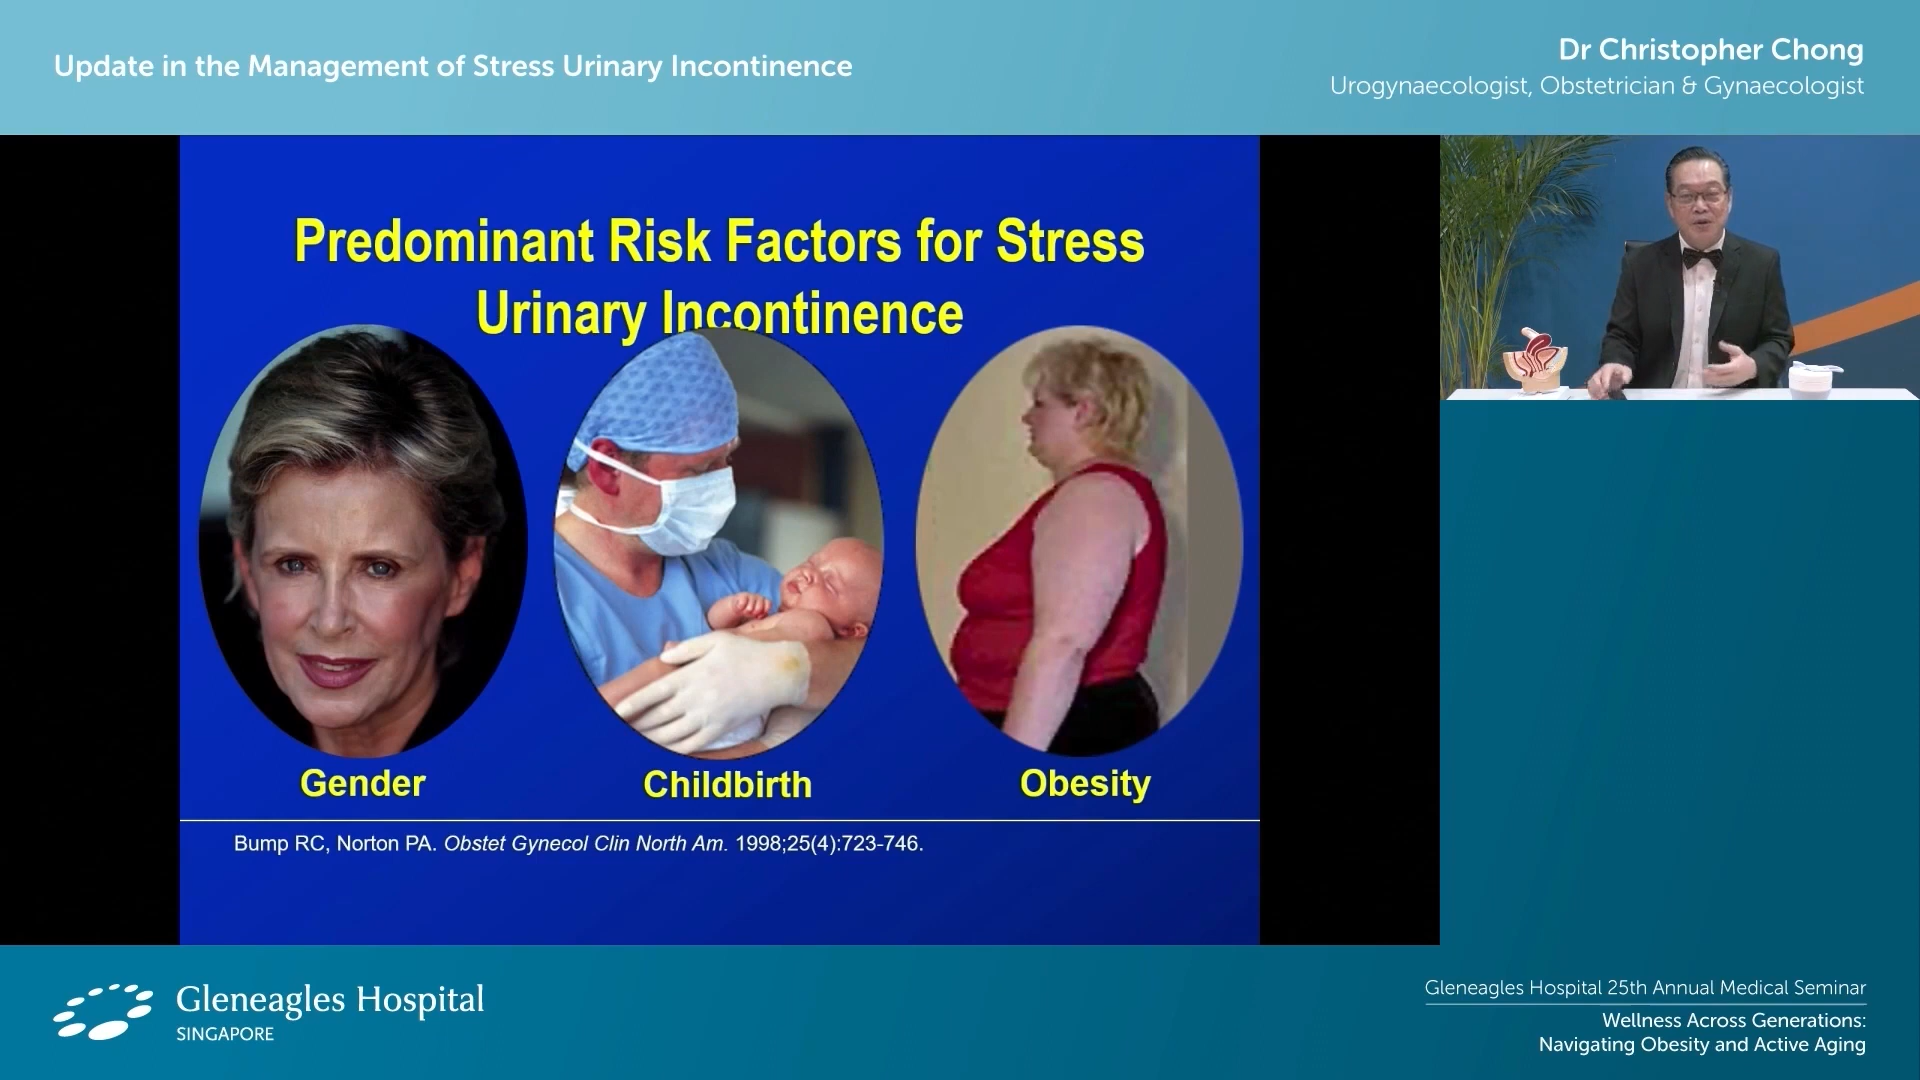 Update in the Management of Stress Urinary Incontinence
Dr Christopher Chong
Urogynaecologist, Obstetrician & Gynaecologist
Predominant Risk Factors for Stress
Urinary Incontinence
Gender
Childbirth
Obesity
Bump RC, Norton PA. Obstet Gynecol Clin North Am. 1998;25(4):723-746.
Gleneagles Hospital
SINGAPORE
Gleneagles Hospital 25th Annual Medical Seminar
Wellness Across Generations:
Navigating Obesity and Active Aging